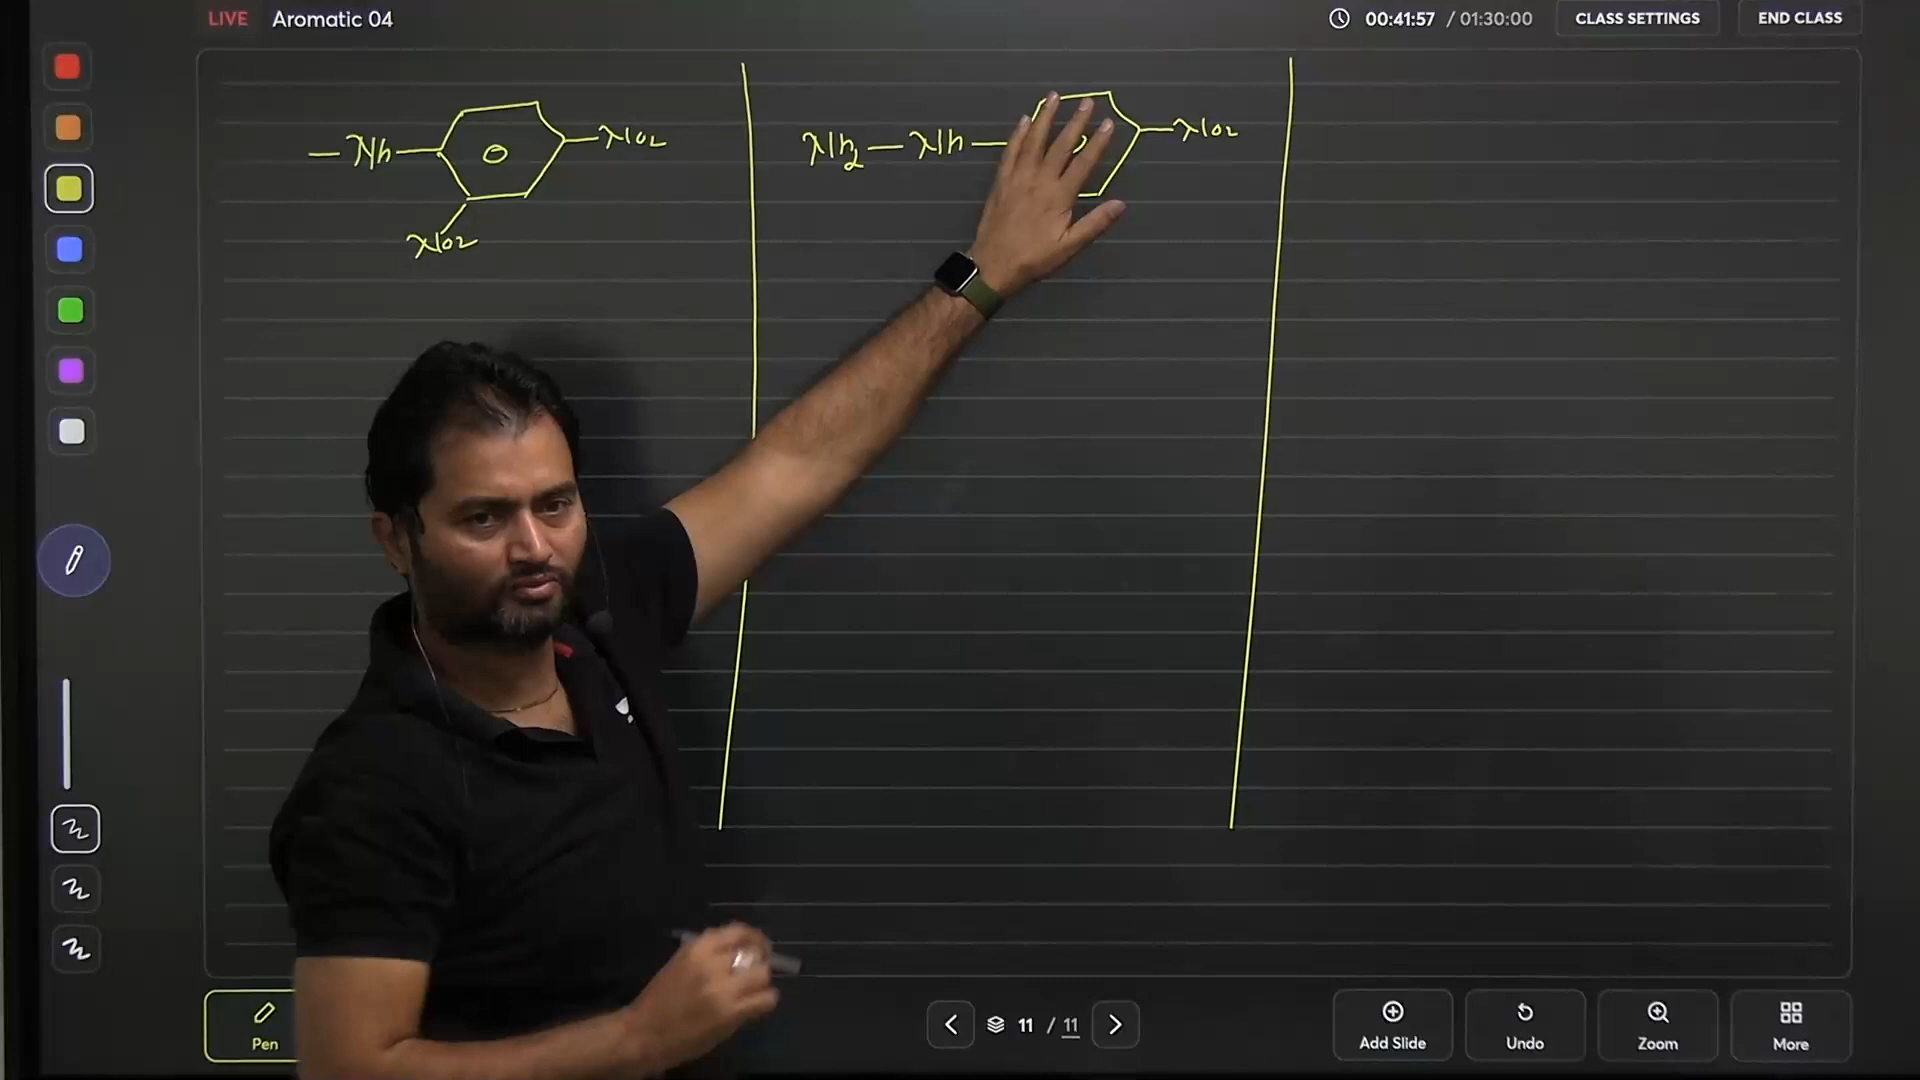 LIVE Aromatic 04
00:41:57 / 01:30:00
CLASS SETTINGS
END CLASS
— Nh — NO2
NO2
Nh2 — Nh — NO2
Pen
11 / 11
Add Slide
Undo
Zoom
More